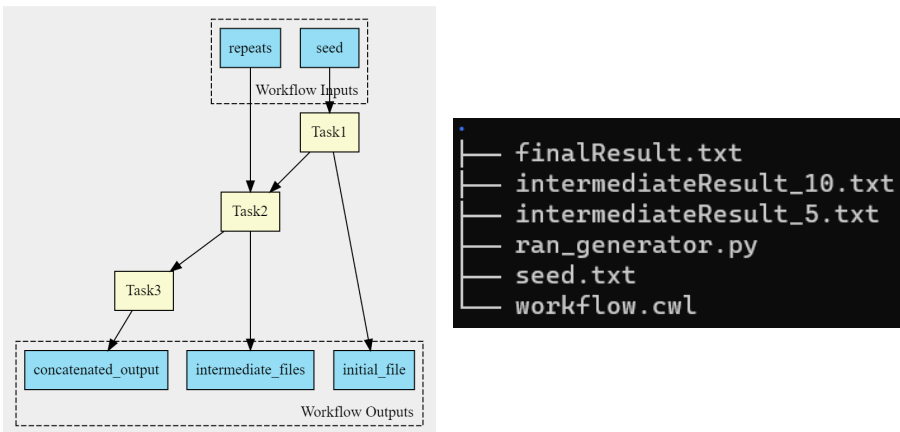 repeats
seed
Workflow Inputs
Task1
Task2
Task3
concatenated_output
intermediate_files
initial_file
Workflow Outputs
.
├── finalResult.txt
├── intermediateResult_10.txt
├── intermediateResult_5.txt
├── ran_generator.py
├── seed.txt
└── workflow.cwl